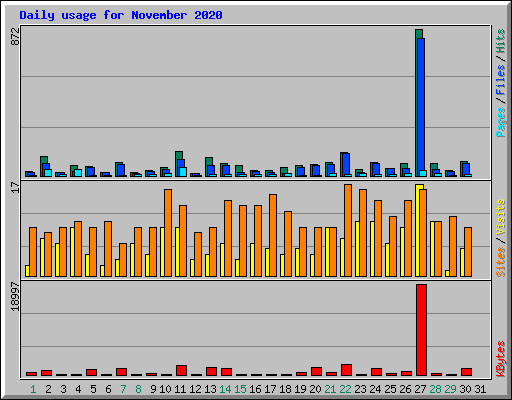 Daily usage for November 2020
872
Pages / Files / Hits
17
Sites / Visits
18997
KBytes
1 2 3 4 5 6 7 8 9 10 11 12 13 14 15 16 17 18 19 20 21 22 23 24 25 26 27 28 29 30 31